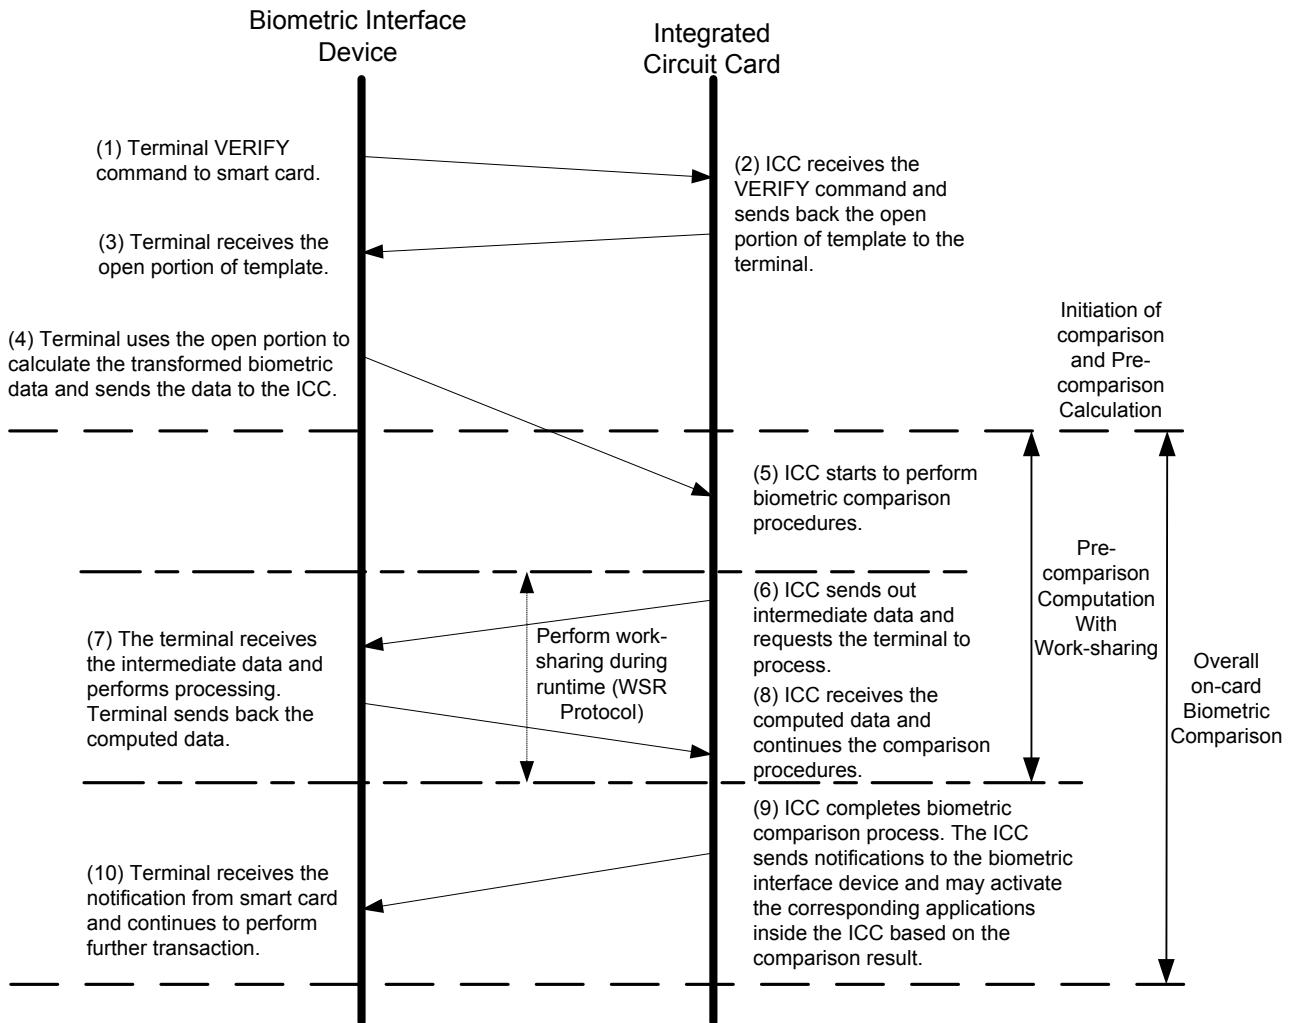 Biometric Interface
Device
Integrated
Circuit Card
(1) Terminal VERIFY
command to smart card.
(2) ICC receives the
VERIFY command and
sends back the open
portion of template to the
terminal.
(3) Terminal receives the
open portion of template.
(4) Terminal uses the open portion to
calculate the transformed biometric
data and sends the data to the ICC.
Initiation of
comparison
and Pre-
comparison
Calculation
(5) ICC starts to perform
biometric comparison
procedures.
(6) ICC sends out
intermediate data and
requests the terminal to
process.
(7) The terminal receives
the intermediate data and
performs processing.
Terminal sends back the
computed data.
Perform work-
sharing during
runtime (WSR
Protocol)
(8) ICC receives the
computed data and
continues the comparison
procedures.
Pre-
comparison
Computation
With
Work-sharing
Overall
on-card
Biometric
Comparison
(9) ICC completes biometric
comparison process. The ICC
sends notifications to the biometric
interface device and may activate
the corresponding applications
inside the ICC based on the
comparison result.
(10) Terminal receives the
notification from smart card
and continues to perform
further transaction.